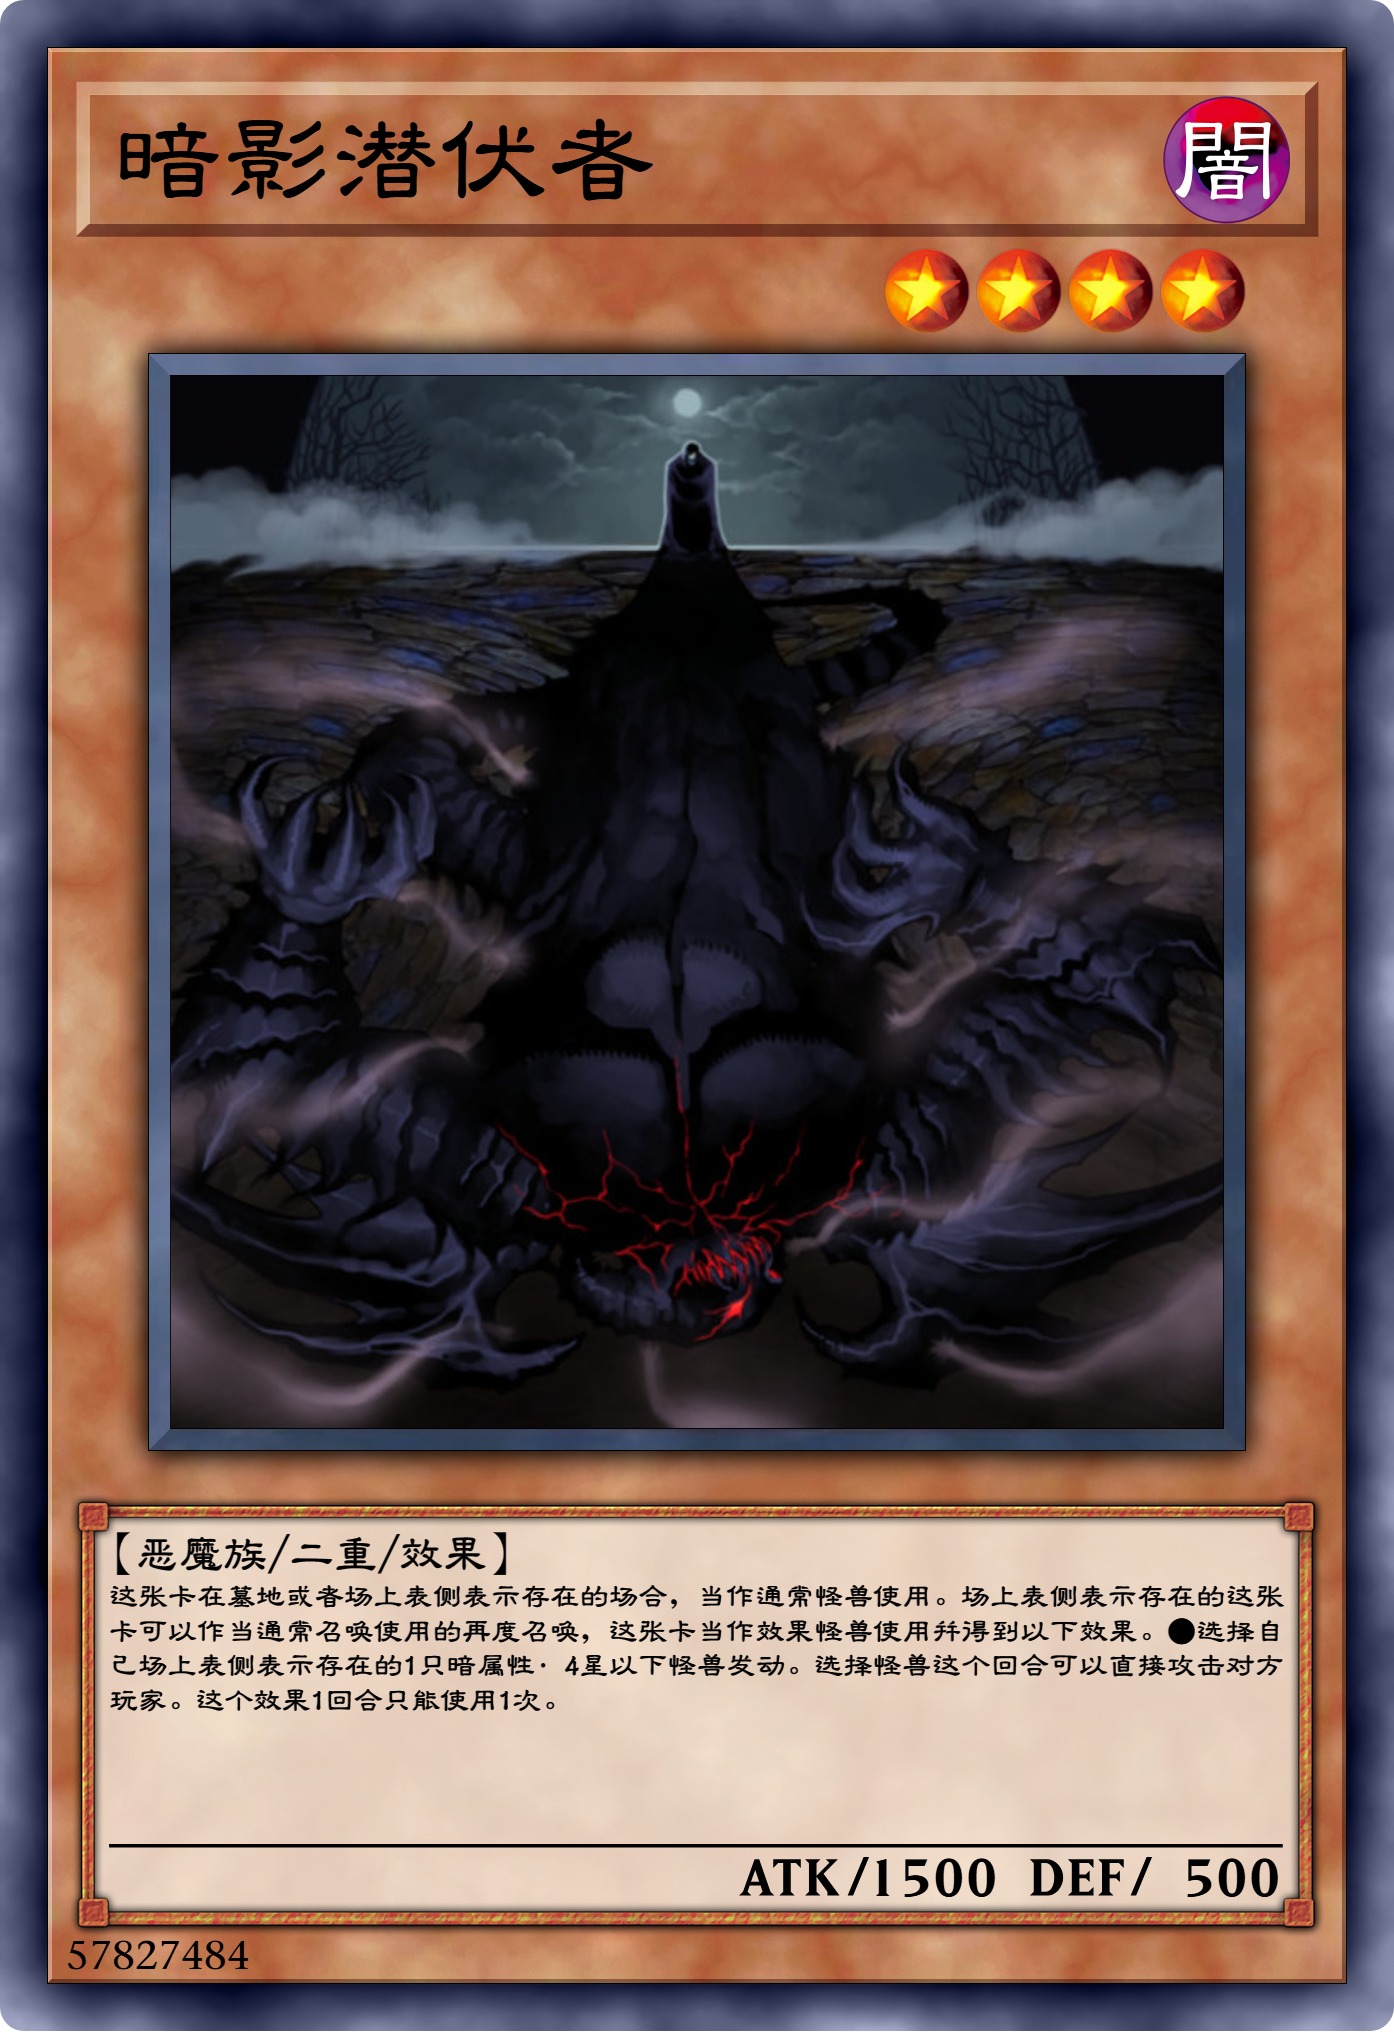 暗影潜伏者
闇
【恶魔族/二重/效果】
这张卡在墓地或者场上表侧表示存在的场合，当作通常怪兽使用。场上表侧表示存在的这张
卡可以作当通常召唤使用的再度召唤，这张卡当作效果怪兽使用并得到以下效果。●选择自
己场上表侧表示存在的1只暗属性·4星以下怪兽发动。选择怪兽这个回合可以直接攻击对方
玩家。这个效果1回合只能使用1次。
ATK/1500 DEF/ 500
57827484